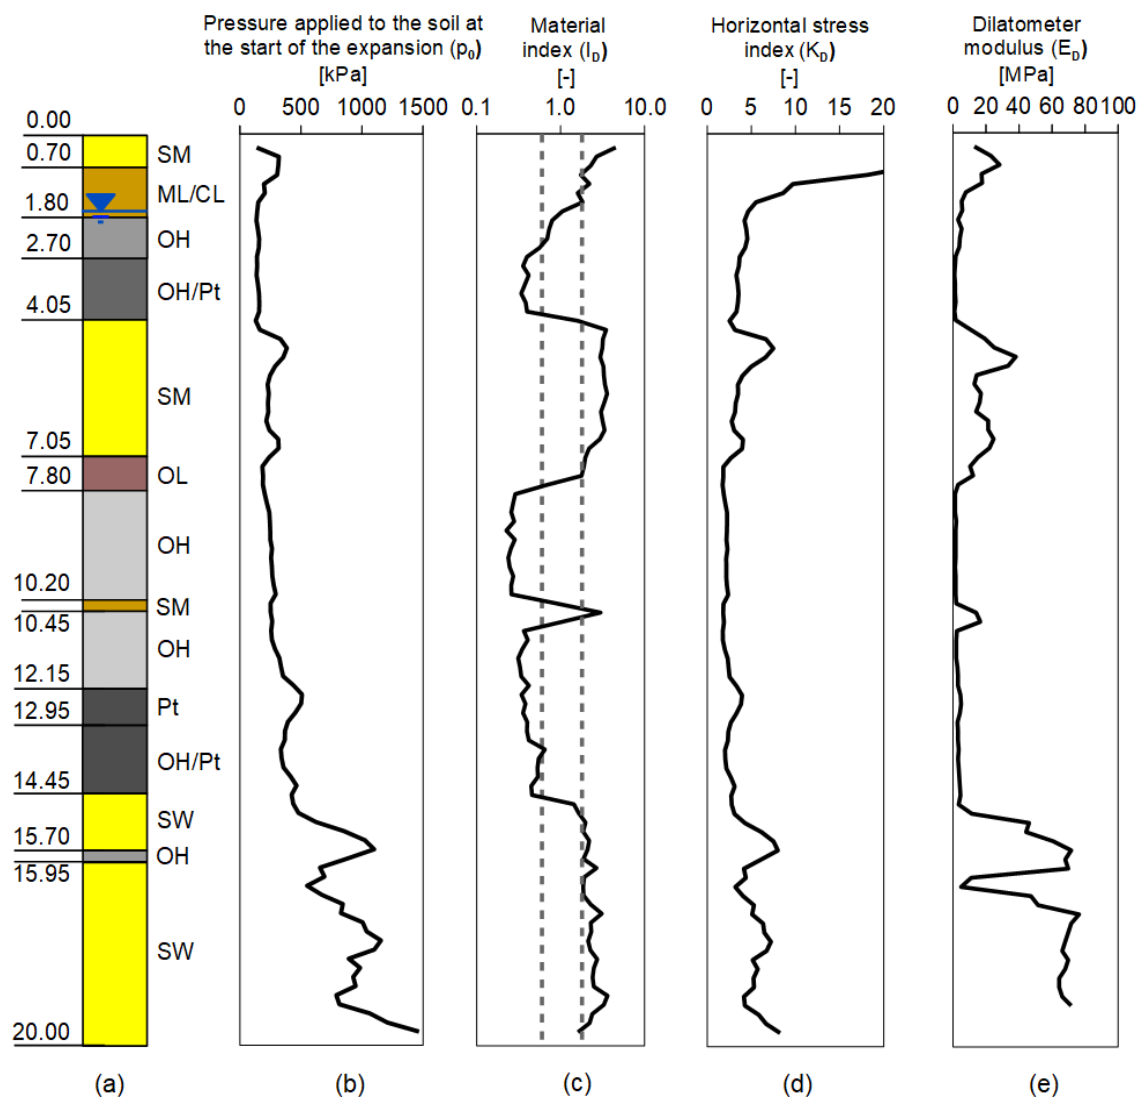 Pressure applied to the soil at
the start of the expansion (p0)
[kPa]
Material
index (ID)
[-]
Horizontal stress
index (KD)
[-]
Dilatometer
modulus (ED)
[MPa]
0 500 1000 1500
0.1 1.0 10.0
0 5 10 15 20
0 20 40 60 80 100
0.00
0.70 SM
ML/CL
1.80
2.70 OH
OH/Pt
4.05
SM
7.05
7.80 OL
OH
10.20
SM
10.45
OH
12.15
Pt
12.95
OH/Pt
14.45
SW
15.70
OH
15.95
SW
20.00
(a) (b) (c) (d) (e)